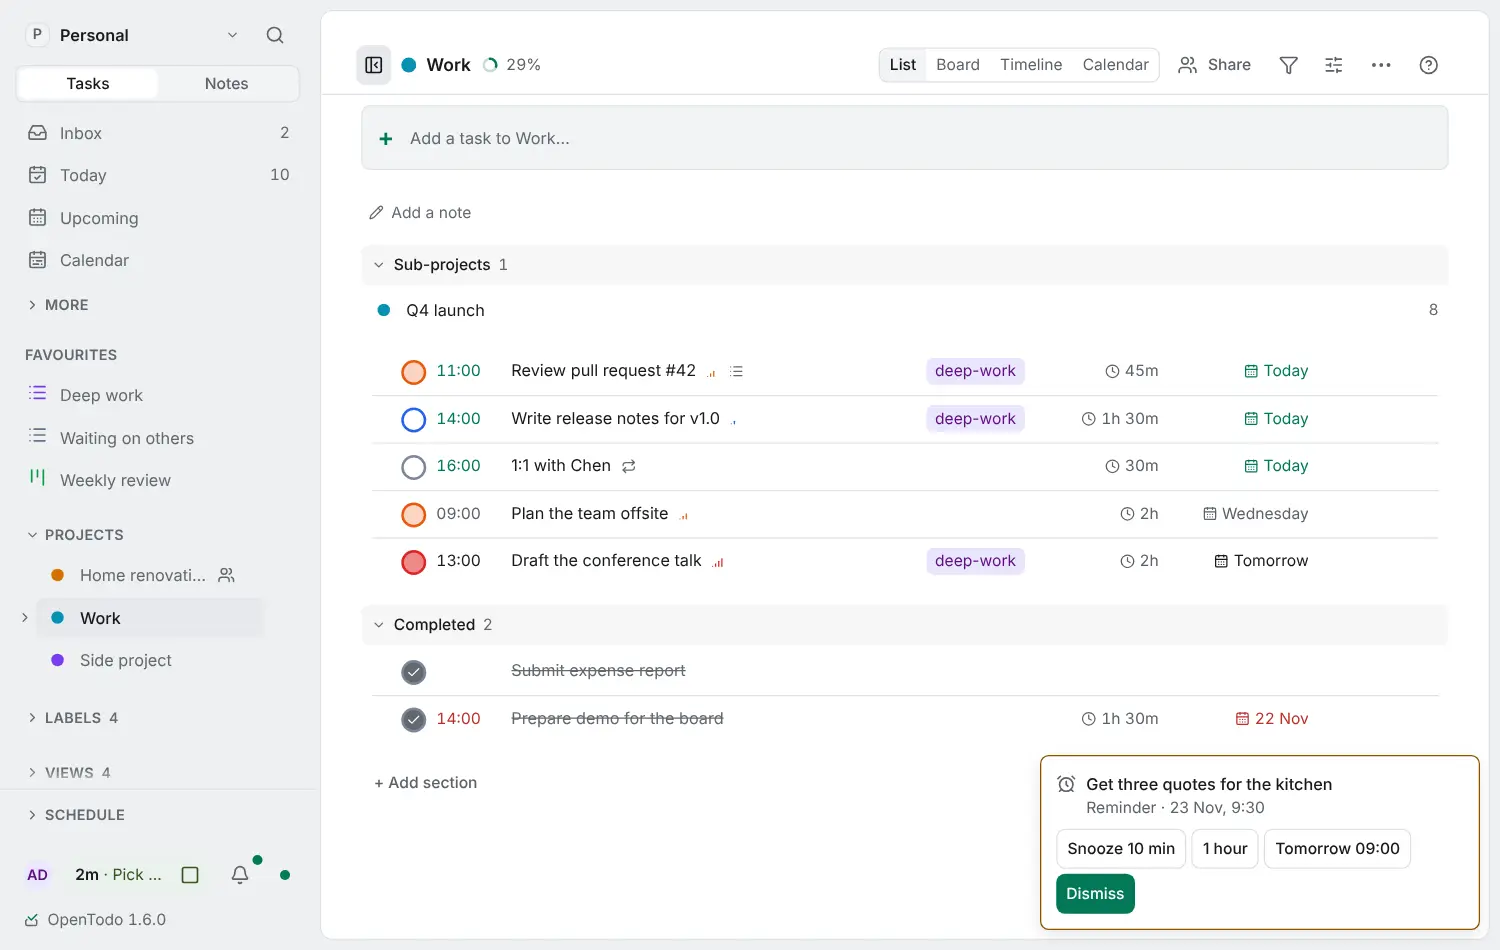 P Personal
Tasks Notes
Inbox 2
Today 10
Upcoming
Calendar
MORE
FAVOURITES
Deep work
Waiting on others
Weekly review
PROJECTS
Home renovati...
Work
Side project
LABELS 4
VIEWS 4
SCHEDULE
AD 2m · Pick ...
OpenTodo 1.6.0
Work 29%
List Board Timeline Calendar Share
Add a task to Work...
Add a note
Sub-projects 1
Q4 launch 8
11:00 Review pull request #42 deep-work 45m Today
14:00 Write release notes for v1.0 deep-work 1h 30m Today
16:00 1:1 with Chen 30m Today
09:00 Plan the team offsite 2h Wednesday
13:00 Draft the conference talk deep-work 2h Tomorrow
Completed 2
Submit expense report
14:00 Prepare demo for the board 1h 30m 22 Nov
+ Add section
Get three quotes for the kitchen
Reminder · 23 Nov, 9:30
Snooze 10 min 1 hour Tomorrow 09:00
Dismiss